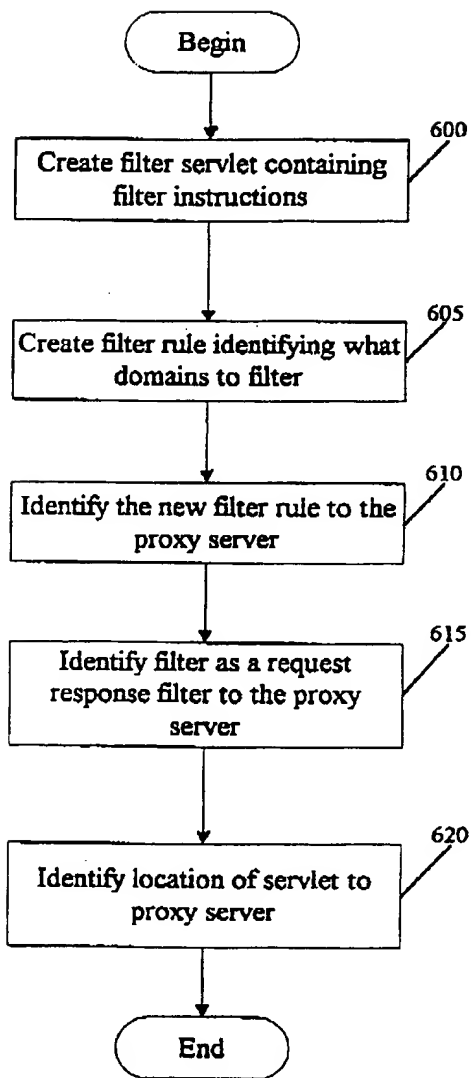 Begin
600
Create filter servlet containing
filter instructions
605
Create filter rule identifying what
domains to filter
610
Identify the new filter rule to the
proxy server
615
Identify filter as a request
response filter to the proxy
server
620
Identify location of servlet to
proxy server
End